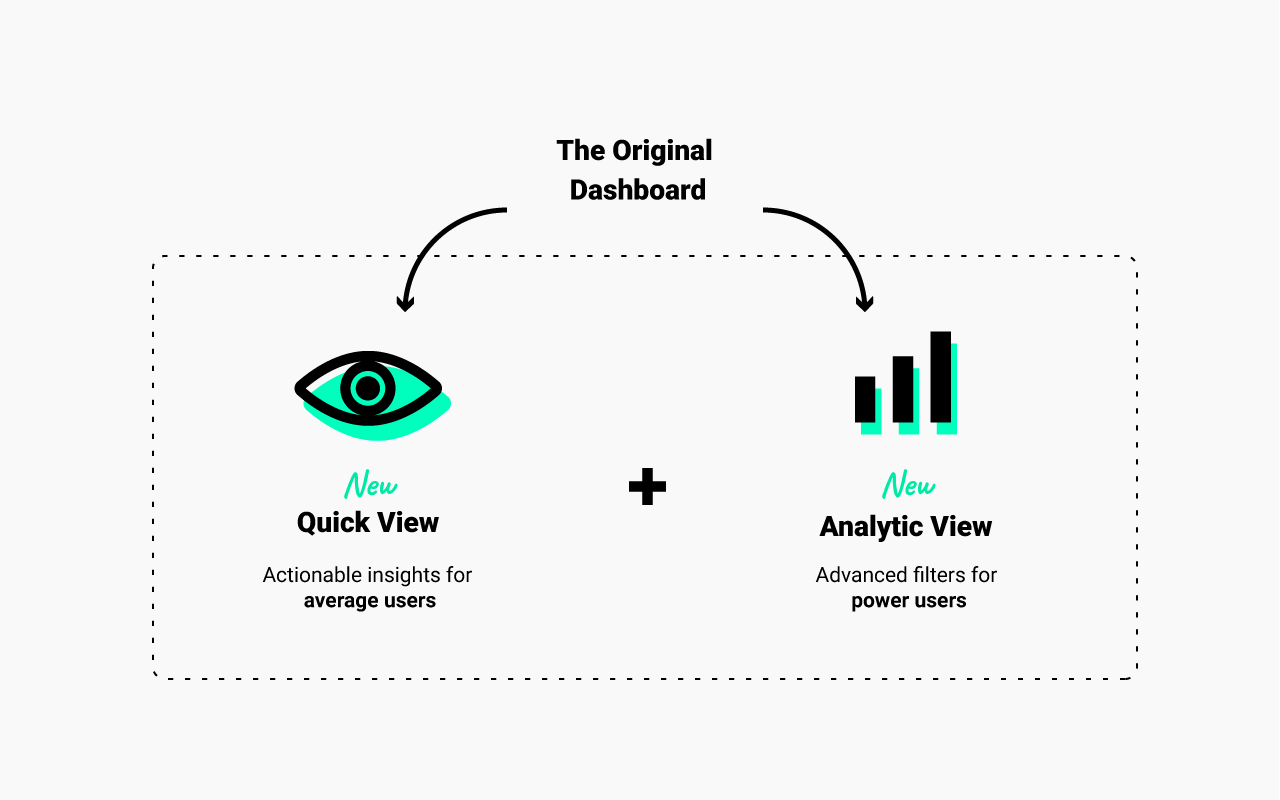 The Original
Dashboard
New
Quick View
Actionable insights for
average users
New
Analytic View
Advanced filters for
power users